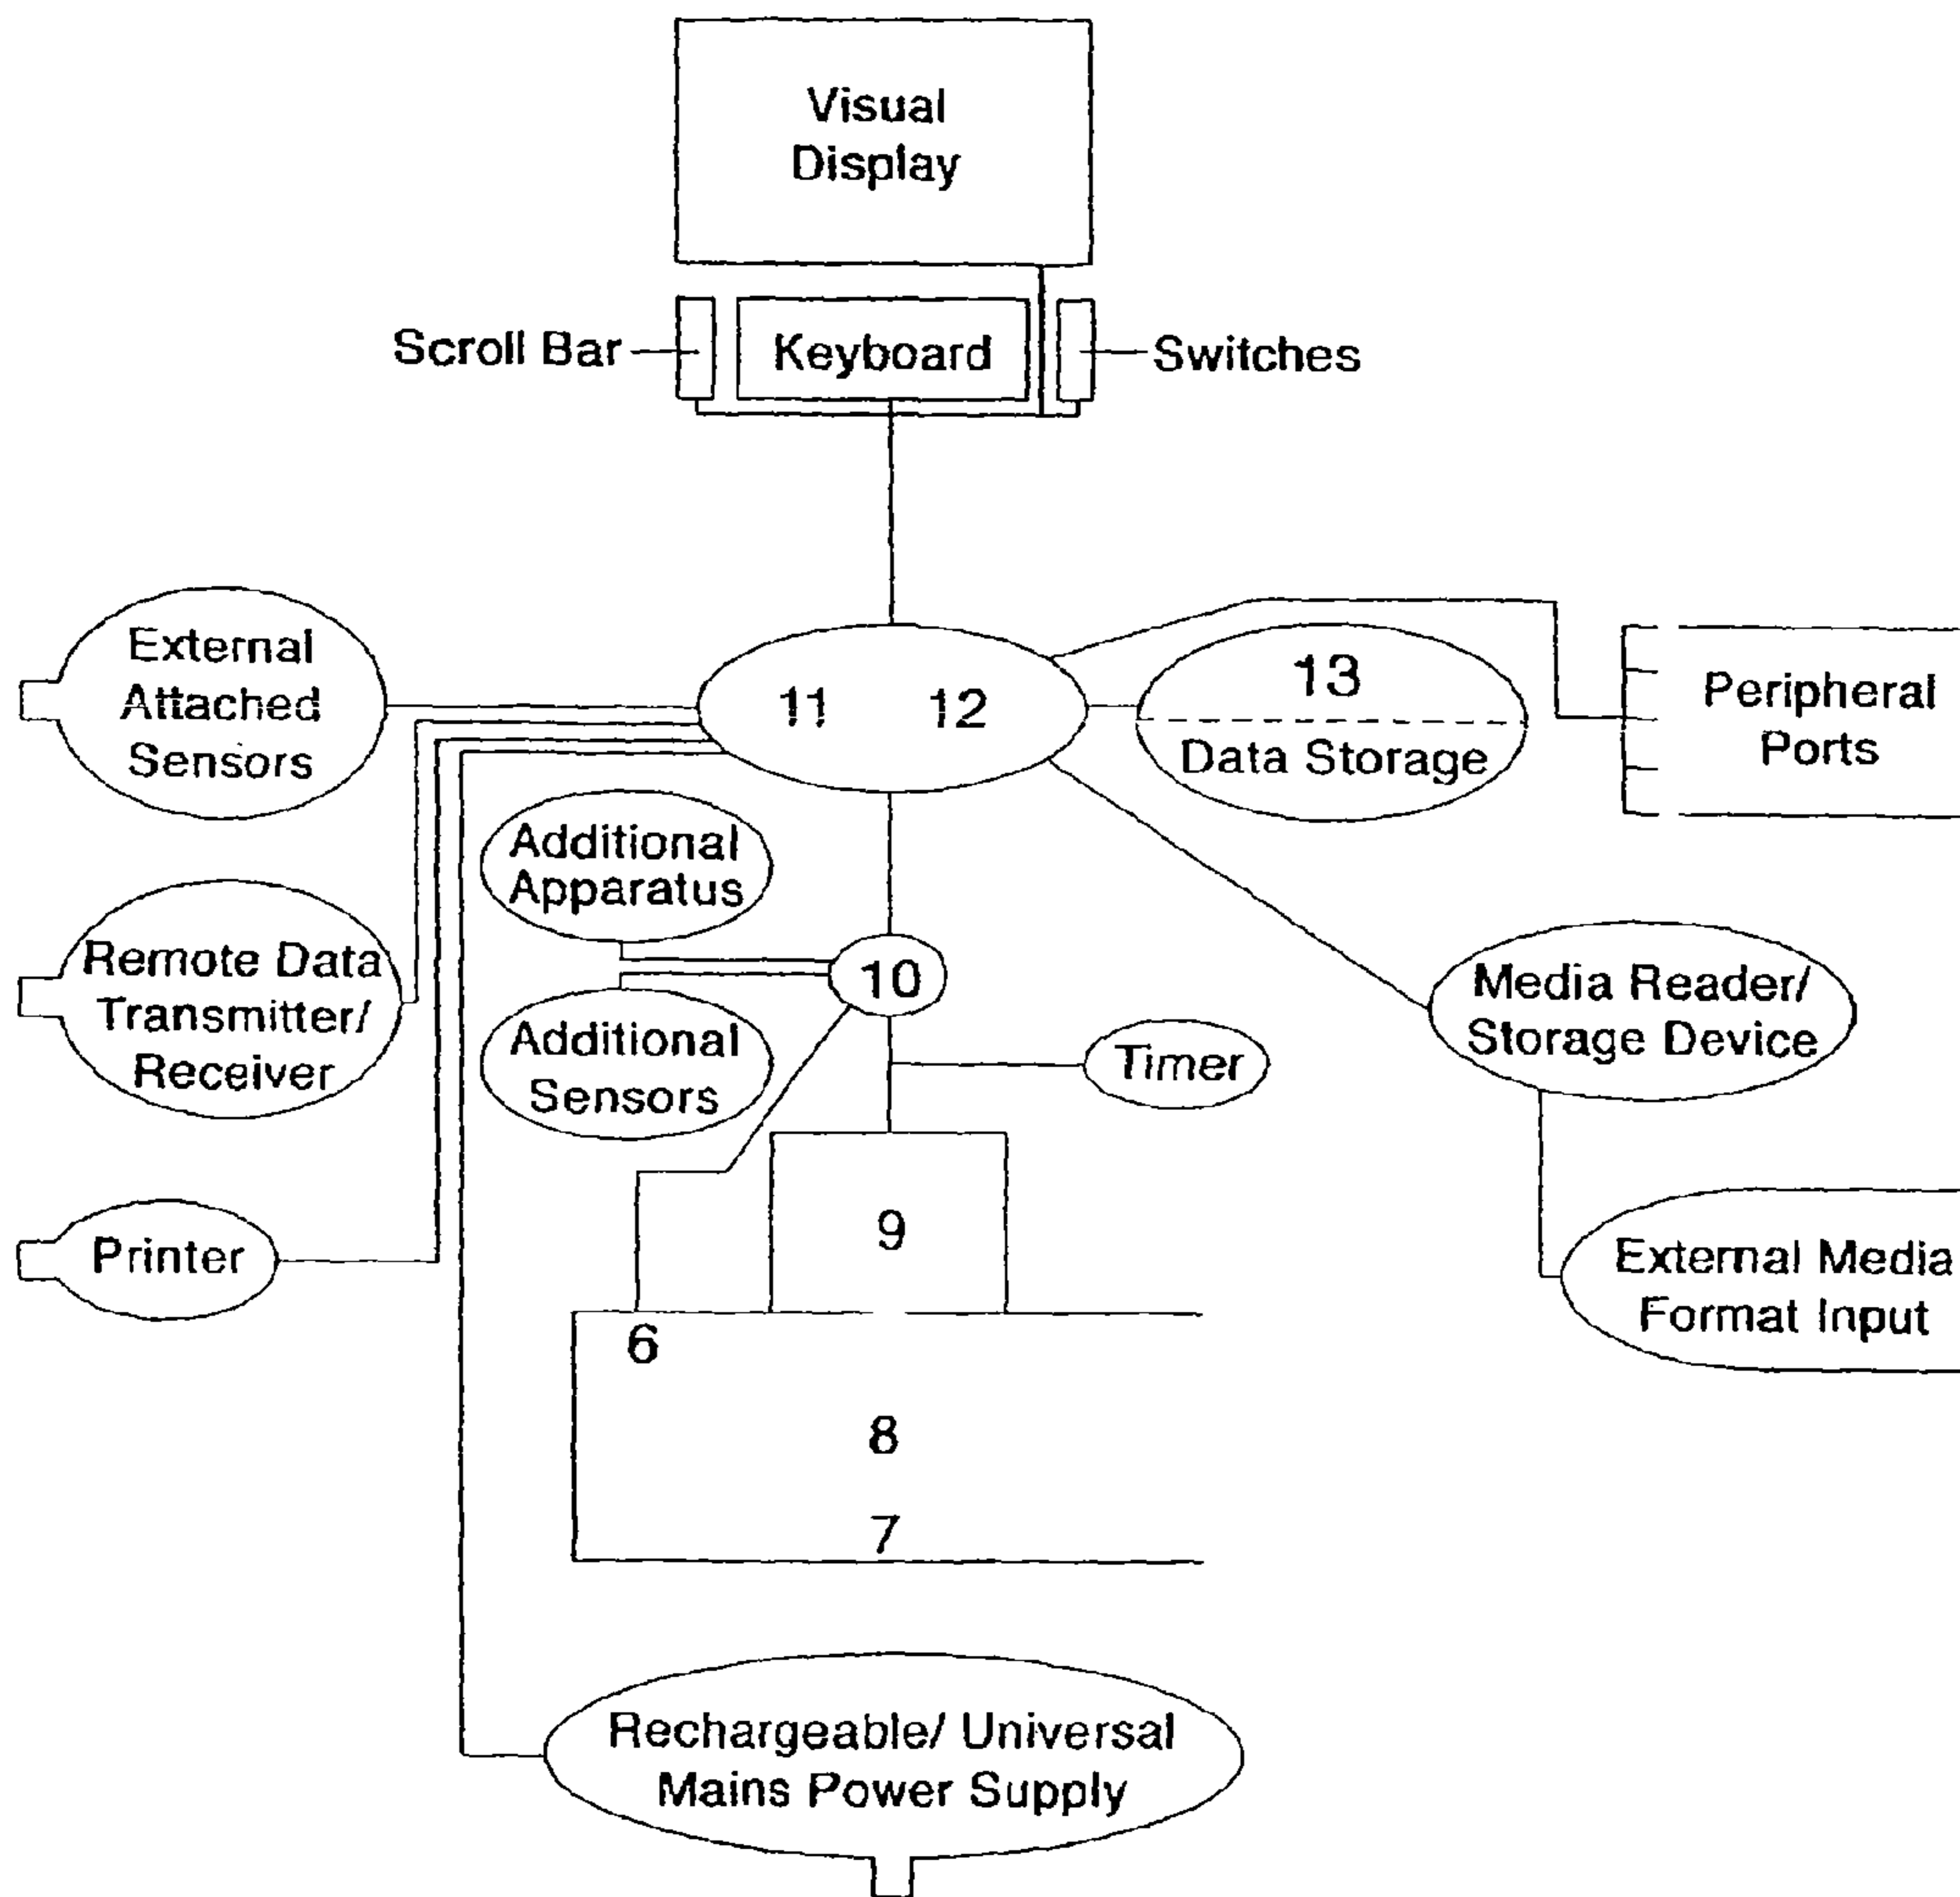 Visual
Display
Scroll Bar
Keyboard
Switches
External
Attached
Sensors
11 12
13
Data Storage
Peripheral
Ports
Additional
Apparatus
Remote Data
Transmitter/
Receiver
10
Additional
Sensors
Timer
Media Reader/
Storage Device
Printer
9
External Media
Format Input
6
8
7
Rechargeable/ Universal
Mains Power Supply